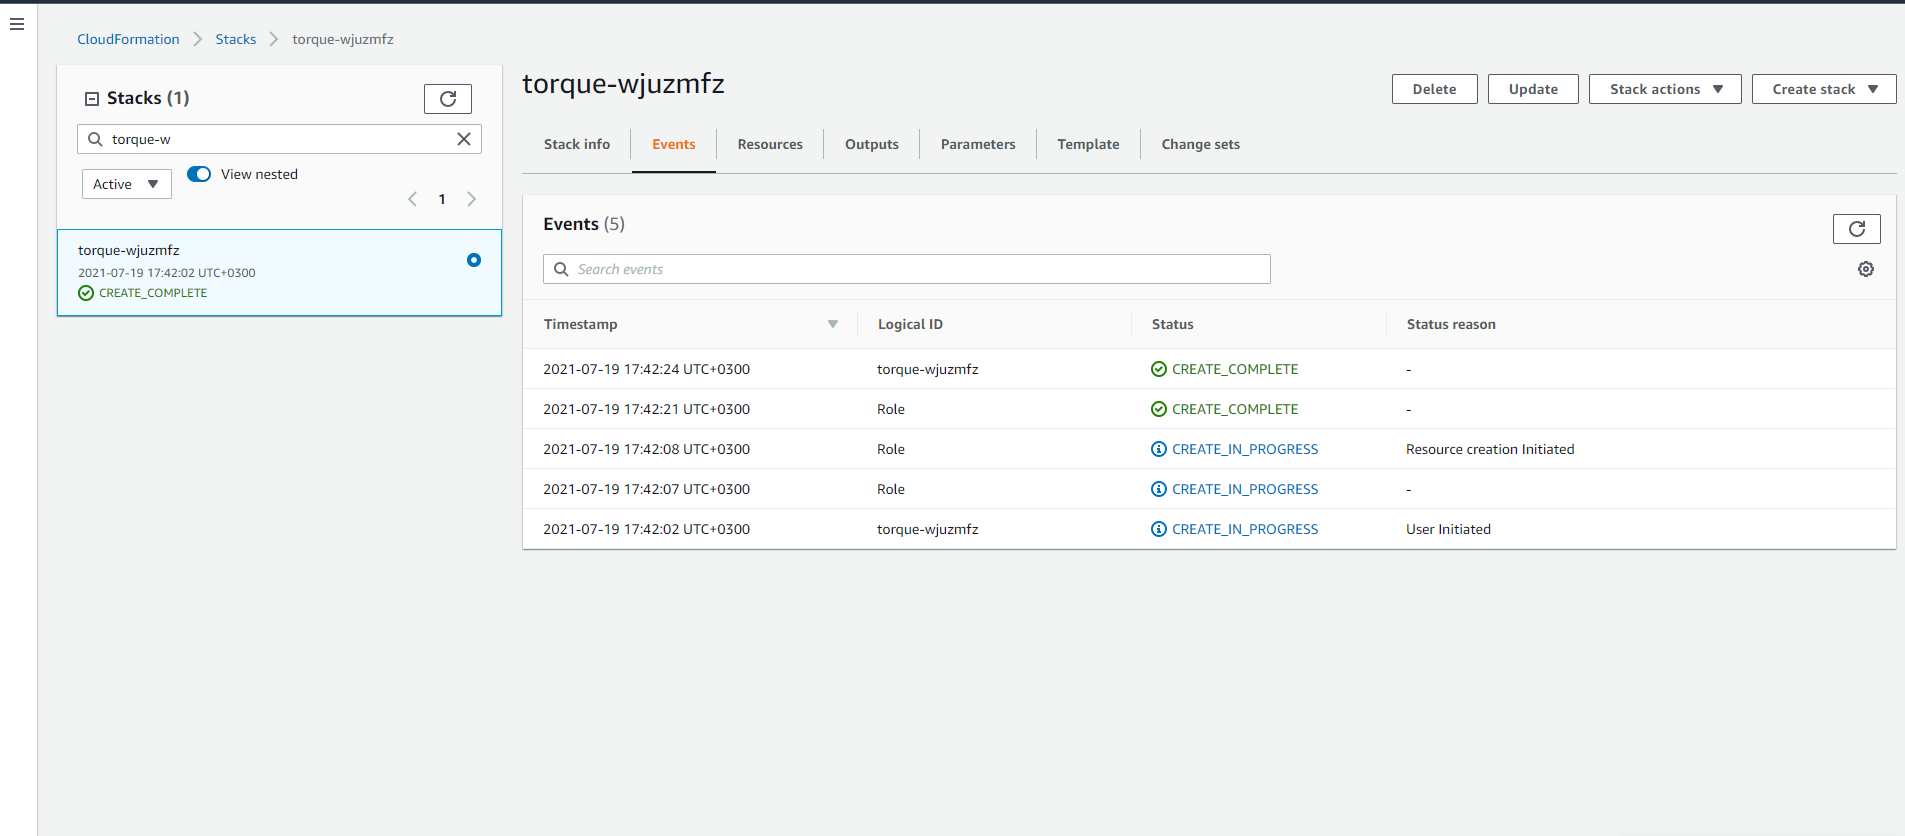 CloudFormation > Stacks > torque-wjuzmfz
Stacks (1)
torque-w
Active
View nested
1
torque-wjuzmfz
2021-07-19 17:42:02 UTC+0300
CREATE_COMPLETE
torque-wjuzmfz
Delete Update Stack actions Create stack
Stack info Events Resources Outputs Parameters Template Change sets
Events (5)
Search events
Timestamp Logical ID Status Status reason
2021-07-19 17:42:24 UTC+0300 torque-wjuzmfz CREATE_COMPLETE -
2021-07-19 17:42:21 UTC+0300 Role CREATE_COMPLETE -
2021-07-19 17:42:08 UTC+0300 Role CREATE_IN_PROGRESS Resource creation Initiated
2021-07-19 17:42:07 UTC+0300 Role CREATE_IN_PROGRESS -
2021-07-19 17:42:02 UTC+0300 torque-wjuzmfz CREATE_IN_PROGRESS User Initiated